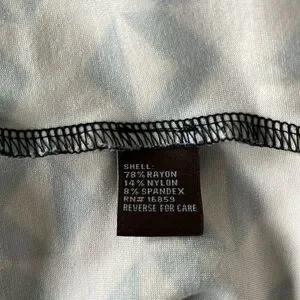 SHELL:
78% RAYON
14% NYLON
8% SPANDEX
RN# 16859
REVERSE FOR CARE